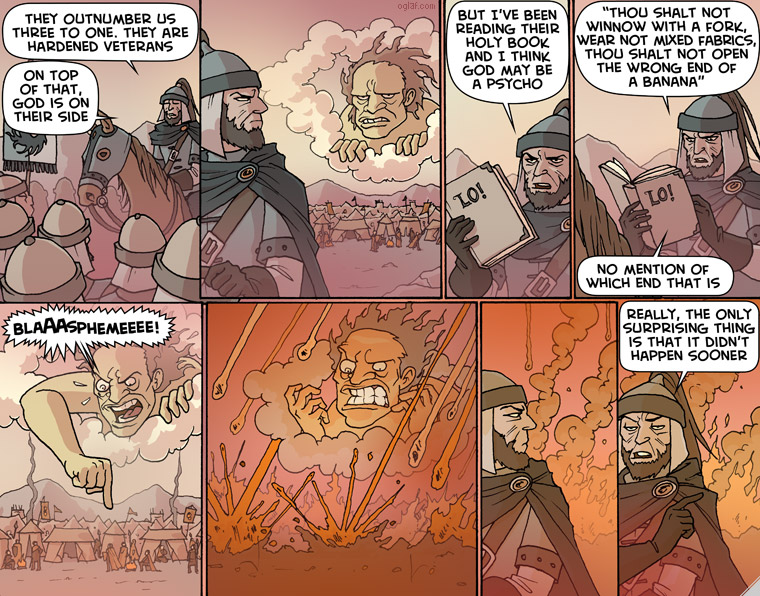 oglaf.com
THEY OUTNUMBER US
THREE TO ONE. THEY ARE
HARDENED VETERANS
ON TOP
OF THAT,
GOD IS ON
THEIR SIDE
BUT I'VE BEEN
READING THEIR
HOLY BOOK
AND I THINK
GOD MAY BE
A PSYCHO
LO!
"THOU SHALT NOT
WINNOW WITH A FORK,
WEAR NOT MIXED FABRICS,
THOU SHALT NOT OPEN
THE WRONG END OF
A BANANA"
LO!
NO MENTION OF
WHICH END THAT IS
BLAAASPHEMEEEE!
REALLY, THE ONLY
SURPRISING THING
IS THAT IT DIDN'T
HAPPEN SOONER